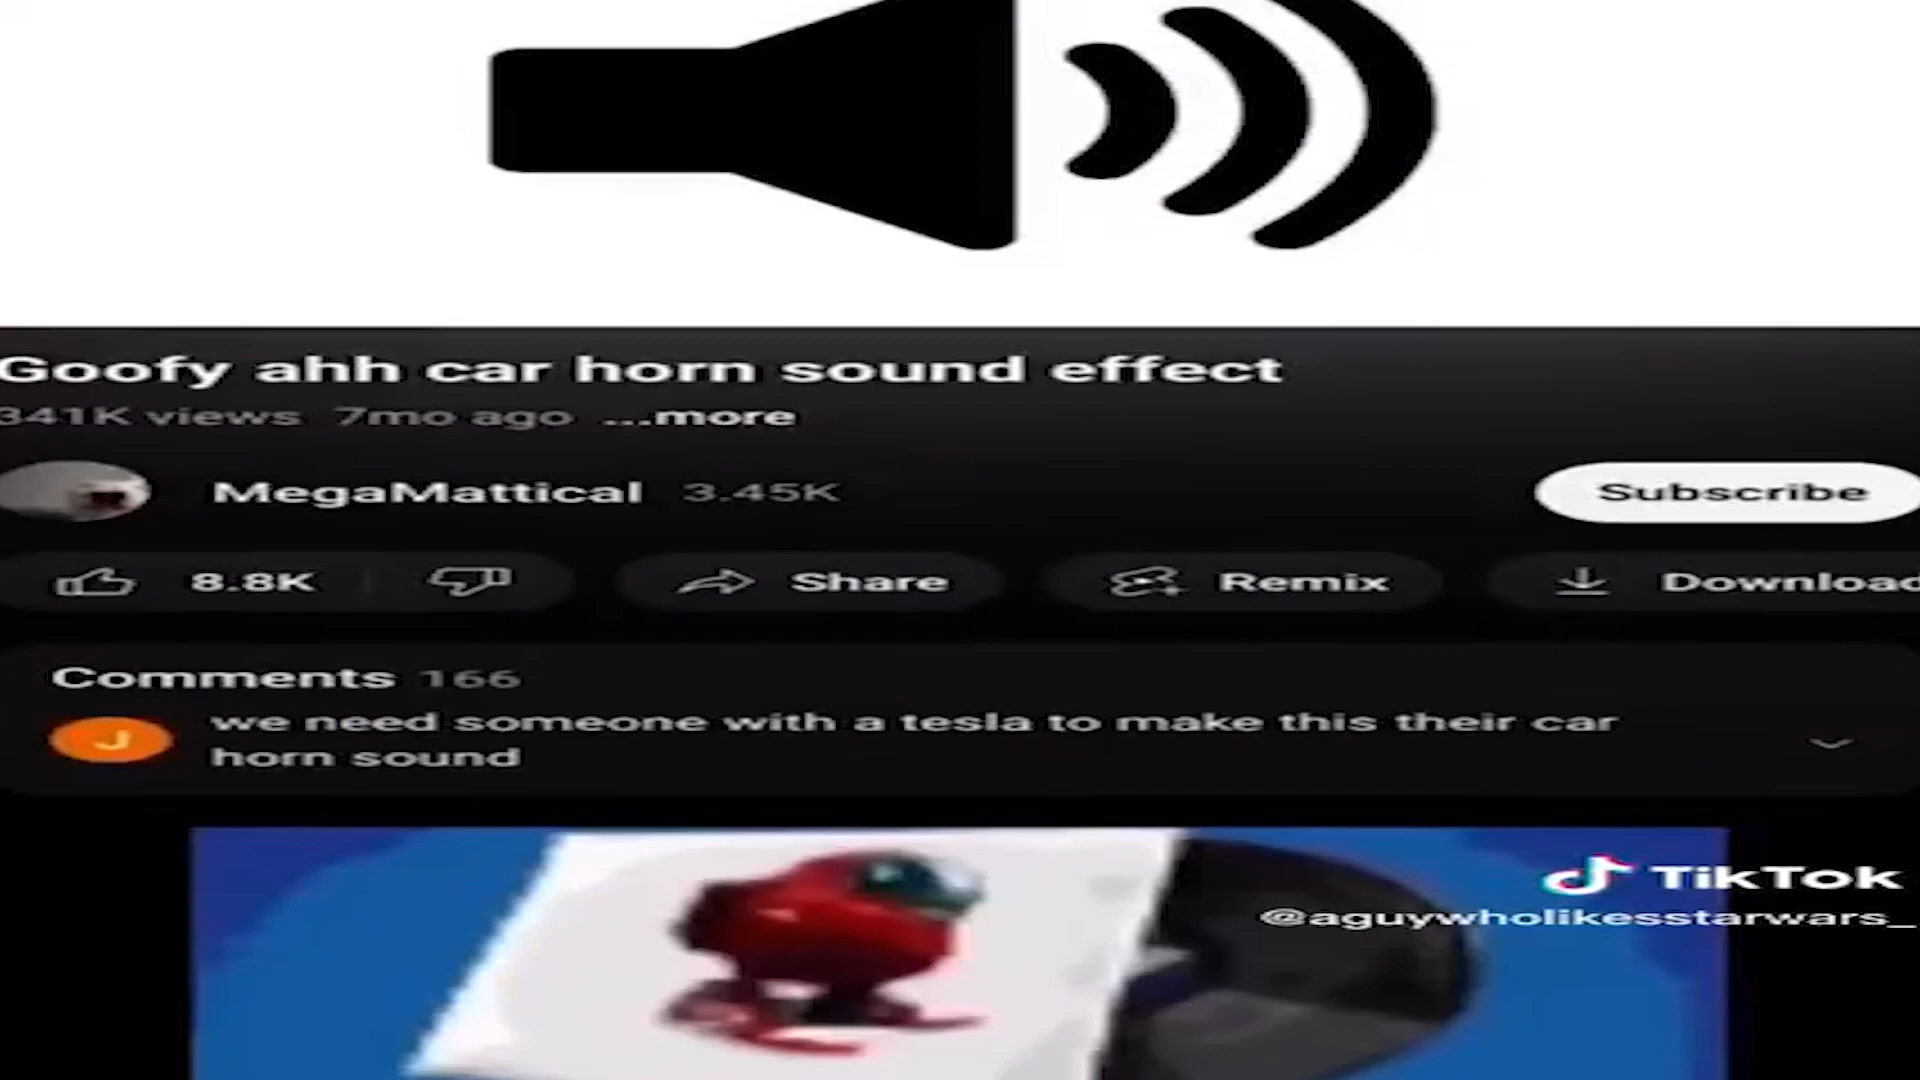 Goofy ahh car horn sound effect
341K views 7mo ago ...more
MegaMattical 3.45K
Subscribe
8.8K Share Remix Download
Comments 166
J
we need someone with a tesla to make this their car
horn sound
TikTok
@aguywholikesstarwars_